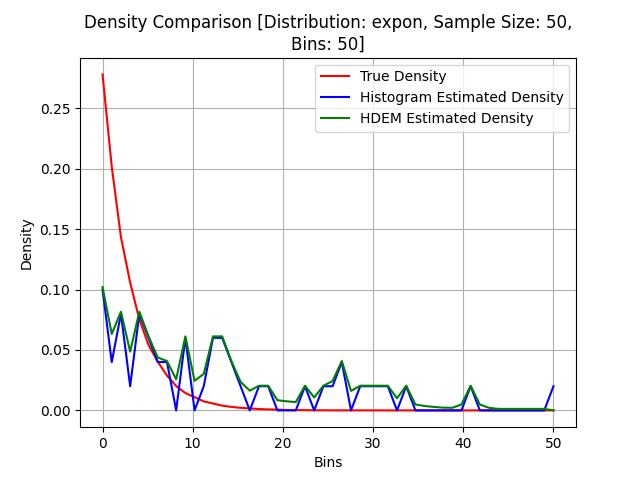 Density Comparison [Distribution: expon, Sample Size: 50,
Bins: 50]
True Density
Histogram Estimated Density
HDEM Estimated Density
Density
0.25
0.20
0.15
0.10
0.05
0.00
0 10 20 30 40 50
Bins